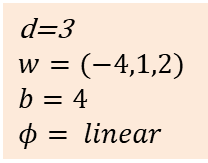 d=3
w = (−4,1,2)
b = 4
ϕ = linear